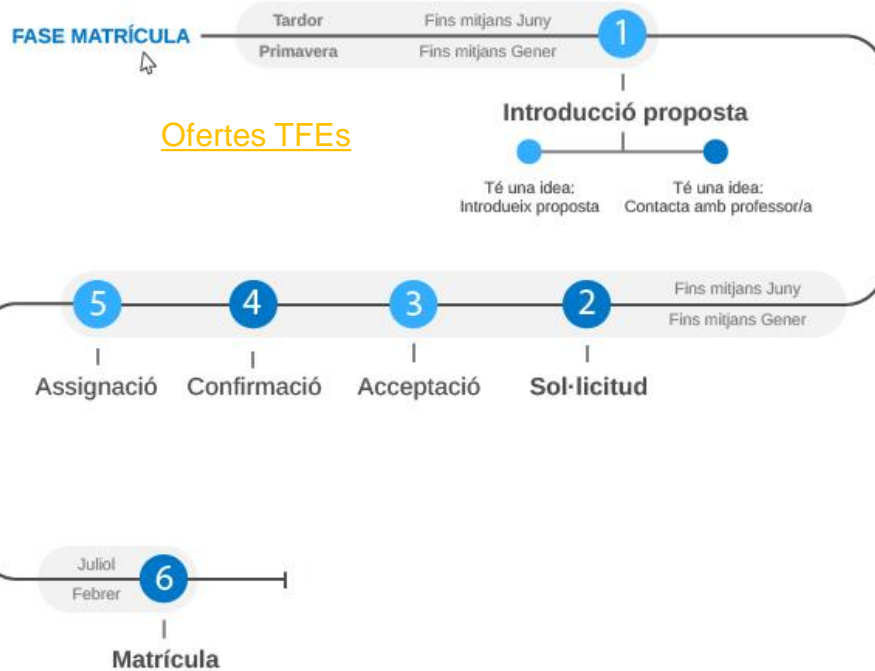 FASE MATRÍCULA
Tardor Fins mitjans Juny
Primavera Fins mitjans Gener
1
Introducció proposta
Ofertes TFEs
Té una idea:
Introdueix proposta
Té una idea:
Contacta amb professor/a
5
4
3
2
Fins mitjans Juny
Fins mitjans Gener
Assignació
Confirmació
Acceptació
Sol·licitud
Juliol
Febrer
6
Matrícula